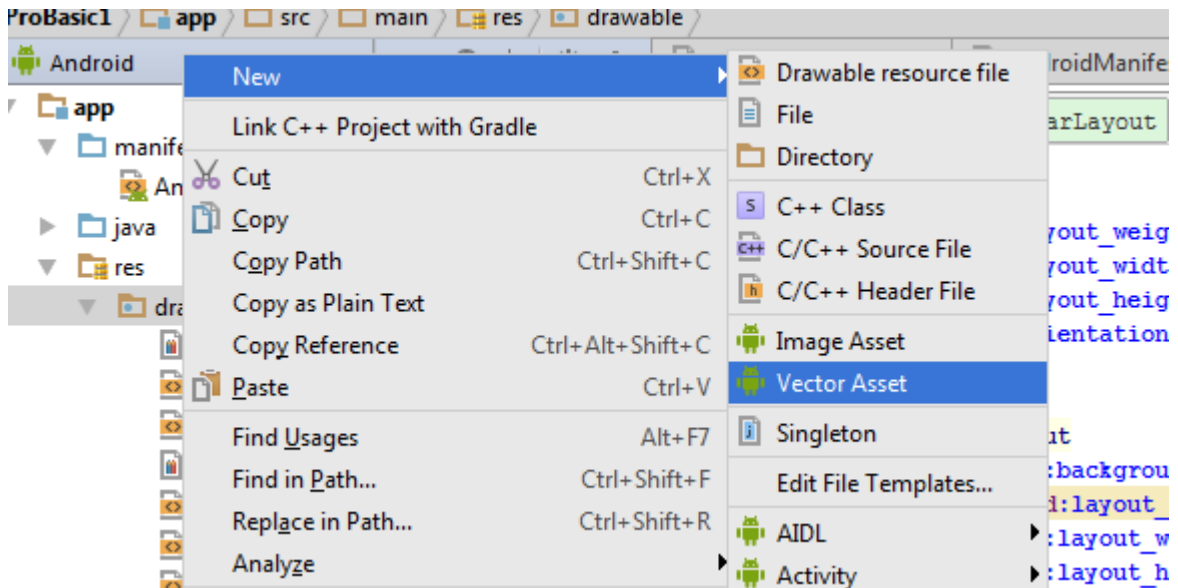 ProBasic1 app src main res drawable
Android
app
manife
An
java
res
dra
New
Link C++ Project with Gradle
Cut Ctrl+X
Copy Ctrl+C
Copy Path Ctrl+Shift+C
Copy as Plain Text
Copy Reference Ctrl+Alt+Shift+C
Paste Ctrl+V
Find Usages Alt+F7
Find in Path... Ctrl+Shift+F
Replace in Path... Ctrl+Shift+R
Analyze
Drawable resource file
File
Directory
C++ Class
C/C++ Source File
C/C++ Header File
Image Asset
Vector Asset
Singleton
Edit File Templates...
AIDL
Activity
roidManife
arLayout
yout_weig
yout_widt
yout_heig
ientation
ut
:backgrou
d:layout_
:layout_w
:layout_h